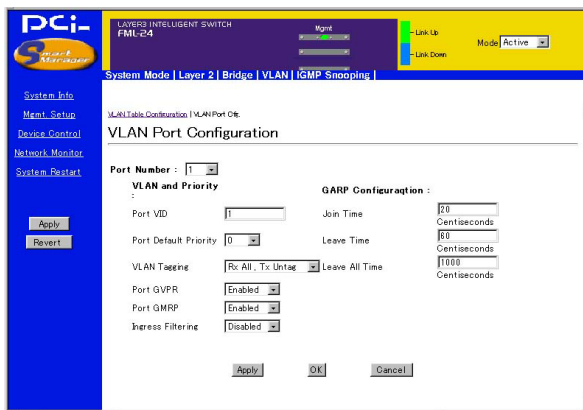 PCi-
Smart
Manager
LAYER3 INTELLIGENT SWITCH
FML-24
Mgmt
Link Up
Link Down
Mode Active
System Mode | Layer 2 | Bridge | VLAN | IGMP Snooping |
System Info
Mgmt. Setup
Device Control
Network Monitor
System Restart
Apply
Revert
VLAN Table Configuration | VLAN Port Cfg.
VLAN Port Configuration
Port Number : 1
VLAN and Priority :
GARP Configuraqtion :
Port VID 1
Join Time 20 Centiseconds
Port Default Priority 0
Leave Time 60 Centiseconds
VLAN Tagging Rx All , Tx Untag
Leave All Time 1000 Centiseconds
Port GVPR Enabled
Port GMRP Enabled
Ingress Filtering Disabled
Apply OK Cancel